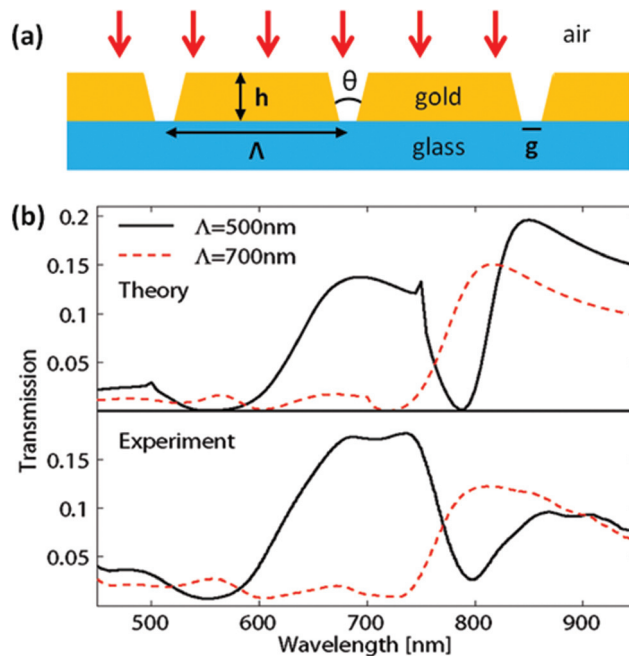 (a)
air
h
θ
gold
Λ
glass
g
(b)
0.2
Λ=500nm
Λ=700nm
0.15
Theory
0.1
0.05
Transmission
Experiment
0.15
0.1
0.05
500 600 700 800 900
Wavelength [nm]